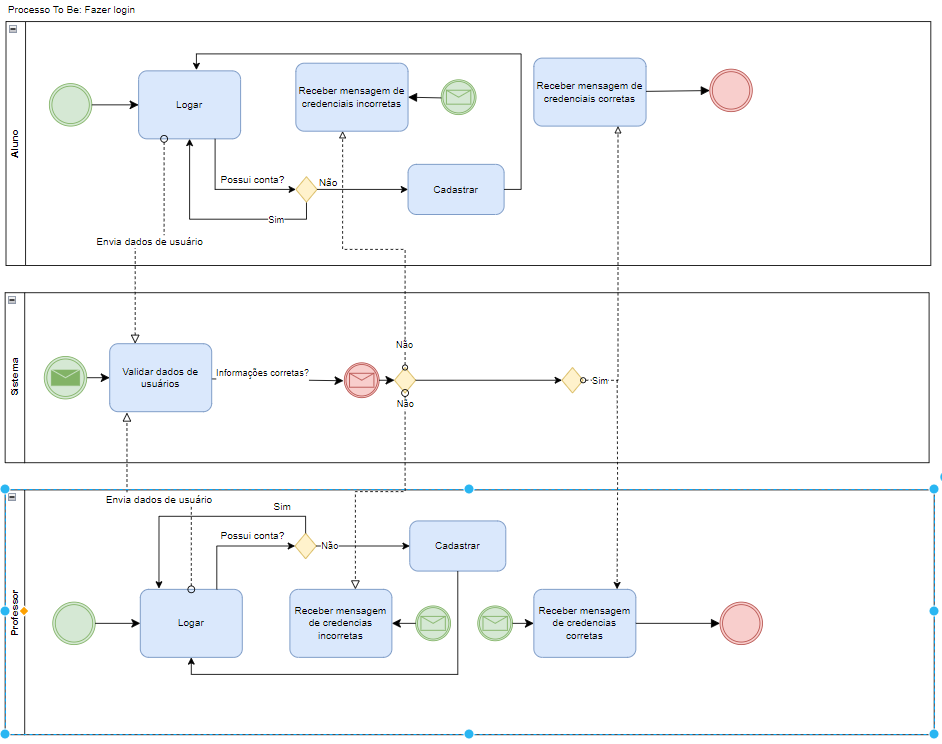 Processo To Be: Fazer login
Aluno
Logar
Receber mensagem de
credenciais incorretas
Receber mensagem de
credenciais corretas
Possui conta?
Não
Cadastrar
Sim
Envia dados de usuário
Sistema
Validar dados de
usuários
Informações corretas?
Não
Não
Sim
Professor
Envia dados de usuário
Sim
Possui conta?
Não
Cadastrar
Logar
Receber mensagem
de credencias
incorretas
Receber mensagem
de credencias
corretas